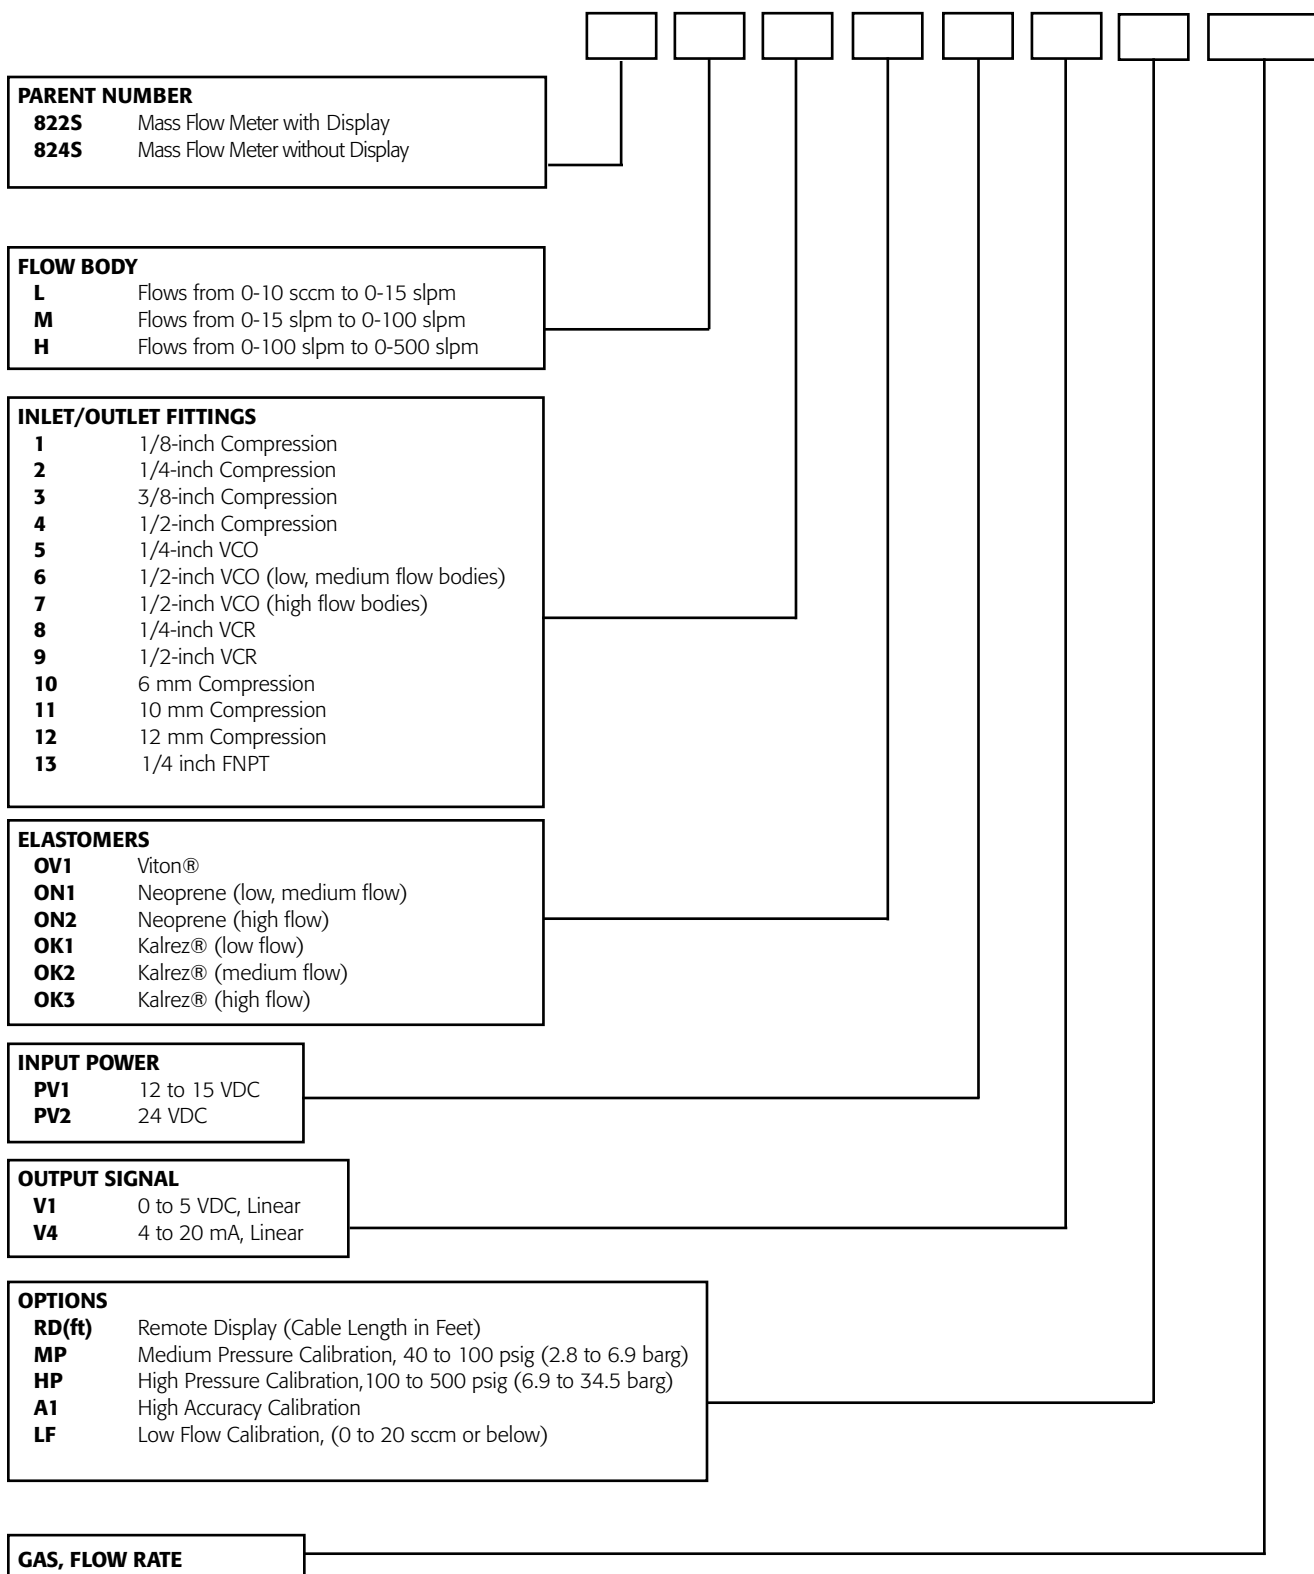 PARENT NUMBER
822S Mass Flow Meter with Display
824S Mass Flow Meter without Display
FLOW BODY
L Flows from 0-10 sccm to 0-15 slpm
M Flows from 0-15 slpm to 0-100 slpm
H Flows from 0-100 slpm to 0-500 slpm
INLET/OUTLET FITTINGS
1 1/8-inch Compression
2 1/4-inch Compression
3 3/8-inch Compression
4 1/2-inch Compression
5 1/4-inch VCO
6 1/2-inch VCO (low, medium flow bodies)
7 1/2-inch VCO (high flow bodies)
8 1/4-inch VCR
9 1/2-inch VCR
10 6 mm Compression
11 10 mm Compression
12 12 mm Compression
13 1/4 inch FNPT
ELASTOMERS
OV1 Viton®
ON1 Neoprene (low, medium flow)
ON2 Neoprene (high flow)
OK1 Kalrez® (low flow)
OK2 Kalrez® (medium flow)
OK3 Kalrez® (high flow)
INPUT POWER
PV1 12 to 15 VDC
PV2 24 VDC
OUTPUT SIGNAL
V1 0 to 5 VDC, Linear
V4 4 to 20 mA, Linear
OPTIONS
RD(ft) Remote Display (Cable Length in Feet)
MP Medium Pressure Calibration, 40 to 100 psig (2.8 to 6.9 barg)
HP High Pressure Calibration,100 to 500 psig (6.9 to 34.5 barg)
A1 High Accuracy Calibration
LF Low Flow Calibration, (0 to 20 sccm or below)
GAS, FLOW RATE